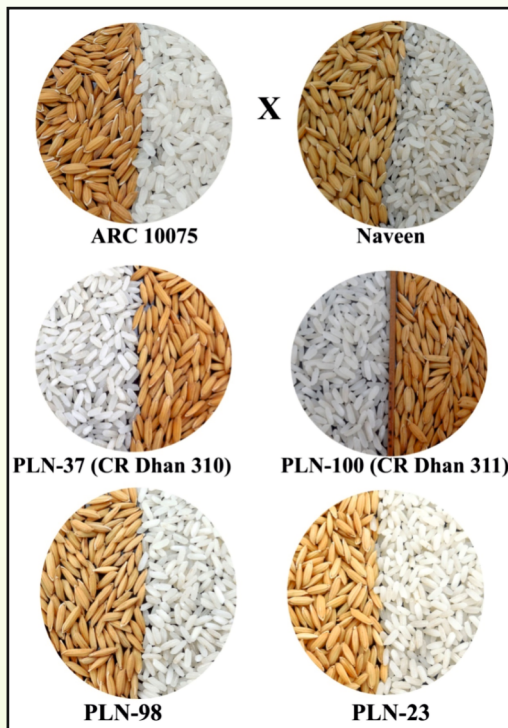 X
ARC 10075 Naveen
PLN-37 (CR Dhan 310) PLN-100 (CR Dhan 311)
PLN-98 PLN-23